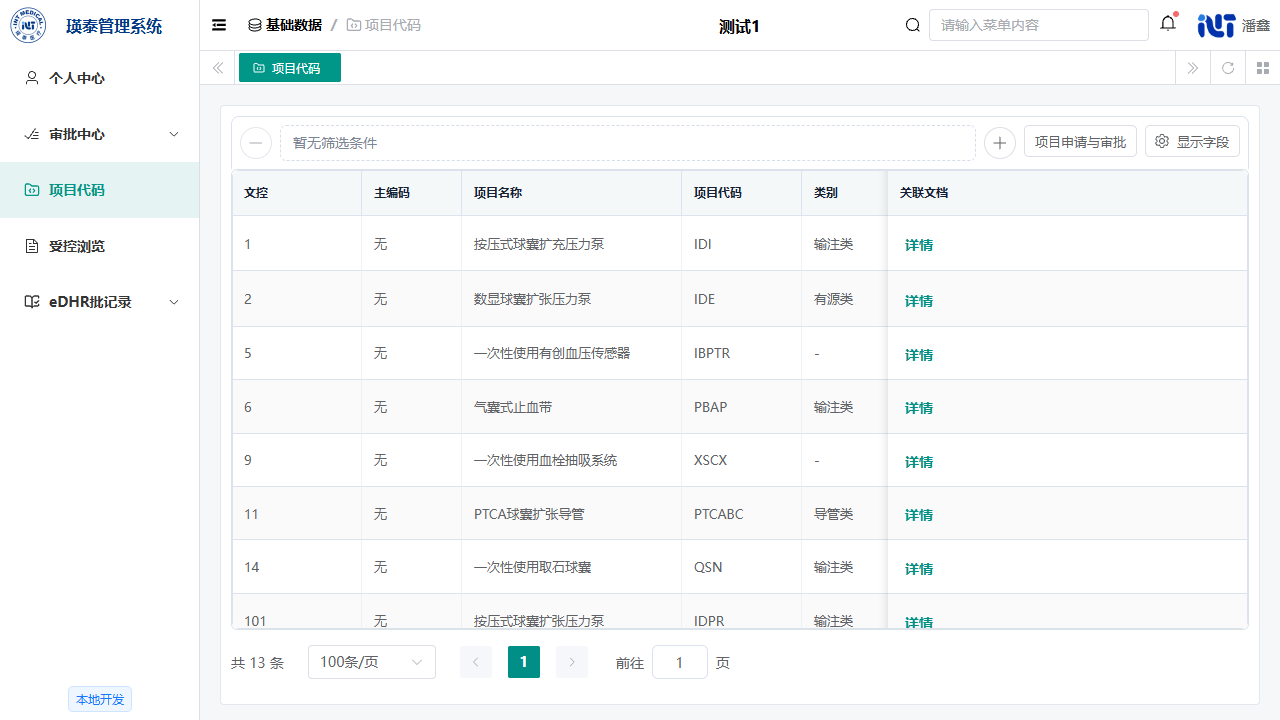 瑛泰管理系统
基础数据 / 项目代码
测试1
请输入菜单内容
潘鑫
个人中心
审批中心
项目代码
受控浏览
eDHR批记录
本地开发
项目代码
暂无筛选条件
项目申请与审批
显示字段
文控 主编码 项目名称 项目代码 类别 关联文档
1 无 按压式球囊扩充压力泵 IDI 输注类 详情
2 无 数显球囊扩张压力泵 IDE 有源类 详情
5 无 一次性使用有创血压传感器 IBPTR - 详情
6 无 气囊式止血带 PBAP 输注类 详情
9 无 一次性使用血栓抽吸系统 XSCX - 详情
11 无 PTCA球囊扩张导管 PTCABC 导管类 详情
14 无 一次性使用取石球囊 QSN 输注类 详情
101 无 按压式球囊扩张压力泵 IDPR 输注类 详情
共 13 条 100条/页 1 前往 1 页